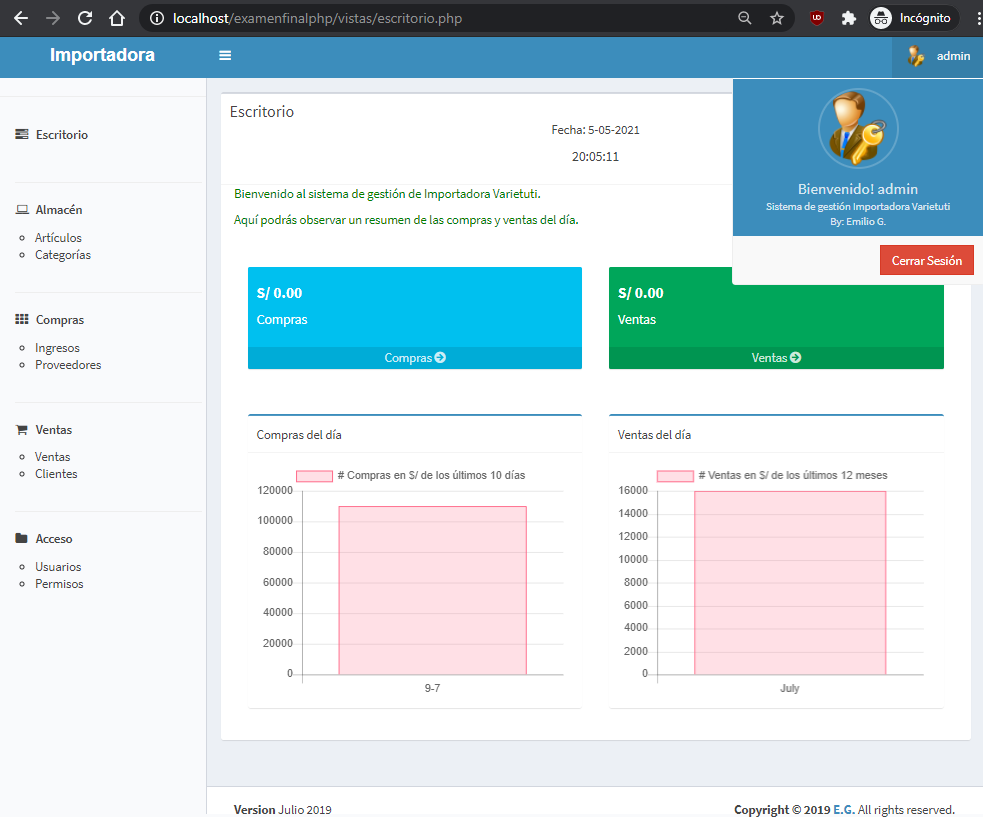 localhost/examenfinalphp/vistas/escritorio.php
UD
Incógnito
Importadora
admin
Escritorio
Fecha: 5-05-2021
20:05:11
Bienvenido! admin
Sistema de gestión Importadora Varietuti
By: Emilio G.
Cerrar Sesión
Escritorio
Almacén
Artículos
Categorías
Compras
Ingresos
Proveedores
Ventas
Ventas
Clientes
Acceso
Usuarios
Permisos
Bienvenido al sistema de gestión de Importadora Varietuti.
Aquí podrás observar un resumen de las compras y ventas del día.
S/ 0.00
Compras
Compras
S/ 0.00
Ventas
Ventas
Compras del día
# Compras en S/ de los últimos 10 días
120000
100000
80000
60000
40000
20000
0
9-7
Ventas del día
# Ventas en S/ de los últimos 12 meses
16000
14000
12000
10000
8000
6000
4000
2000
0
July
Version Julio 2019
Copyright © 2019 E.G. All rights reserved.